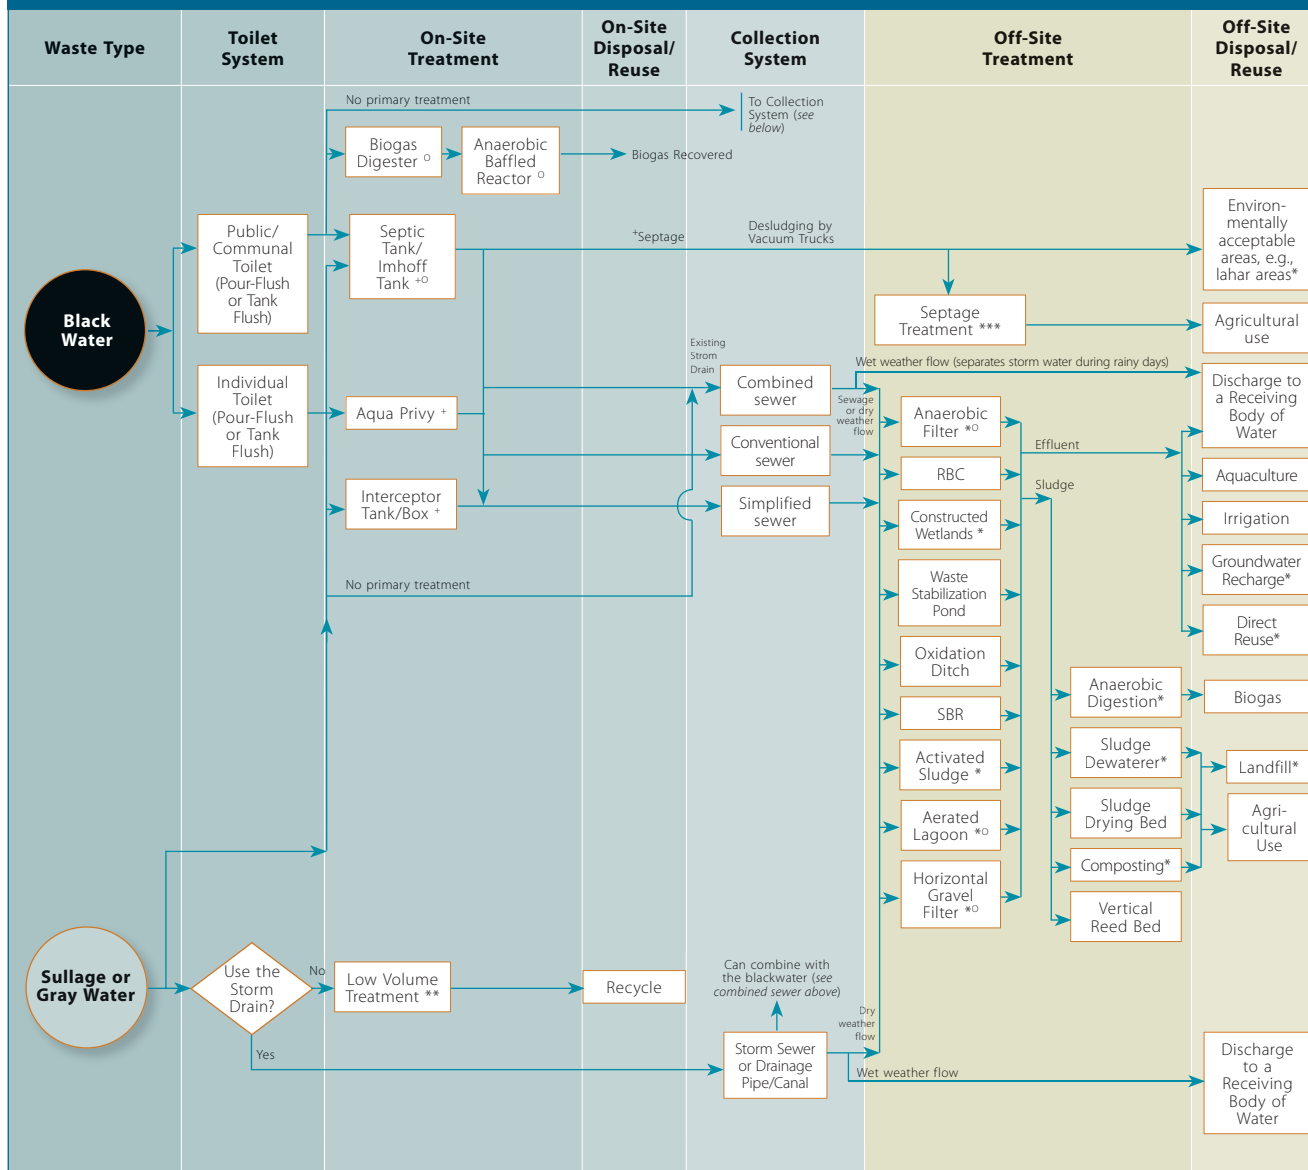 Waste Type
Toilet
System
On-Site
Treatment
On-Site
Disposal/
Reuse
Collection
System
Off-Site
Treatment
Off-Site
Disposal/
Reuse
No primary treatment
To Collection
System (see
below)
Biogas
Digester O
Anaerobic
Baffled
Reactor O
Biogas Recovered
Public/
Communal
Toilet
(Pour-Flush
or Tank
Flush)
Septic
Tank/
Imhoff
Tank +O
+Septage
Desludging by
Vacuum Trucks
Environ-
mentally
acceptable
areas, e.g.,
lahar areas*
Black
Water
Septage
Treatment ***
Agricultural
use
Existing
Strom
Drain
Wet weather flow (separates storm water during rainy days)
Individual
Toilet
(Pour-Flush
or Tank
Flush)
Aqua Privy +
Combined
sewer
Sewage
or dry
weather
flow
Anaerobic
Filter *O
Discharge to
a Receiving
Body of
Water
Conventional
sewer
Effluent
RBC
Sludge
Aquaculture
Interceptor
Tank/Box +
Simplified
sewer
Constructed
Wetlands *
Irrigation
No primary treatment
Waste
Stabilization
Pond
Groundwater
Recharge*
Oxidation
Ditch
Direct
Reuse*
SBR
Anaerobic
Digestion*
Biogas
Activated
Sludge *
Sludge
Dewaterer*
Landfill*
Aerated
Lagoon *O
Sludge
Drying Bed
Agri-
cultural
Use
Horizontal
Gravel
Filter *O
Composting*
Vertical
Reed Bed
Sullage or
Gray Water
Use the
Storm
Drain?
No
Low Volume
Treatment **
Recycle
Can combine with
the blackwater (see
combined sewer above)
Yes
Storm Sewer
or Drainage
Pipe/Canal
Dry
weather
flow
Wet weather flow
Discharge
to a
Receiving
Body of
Water